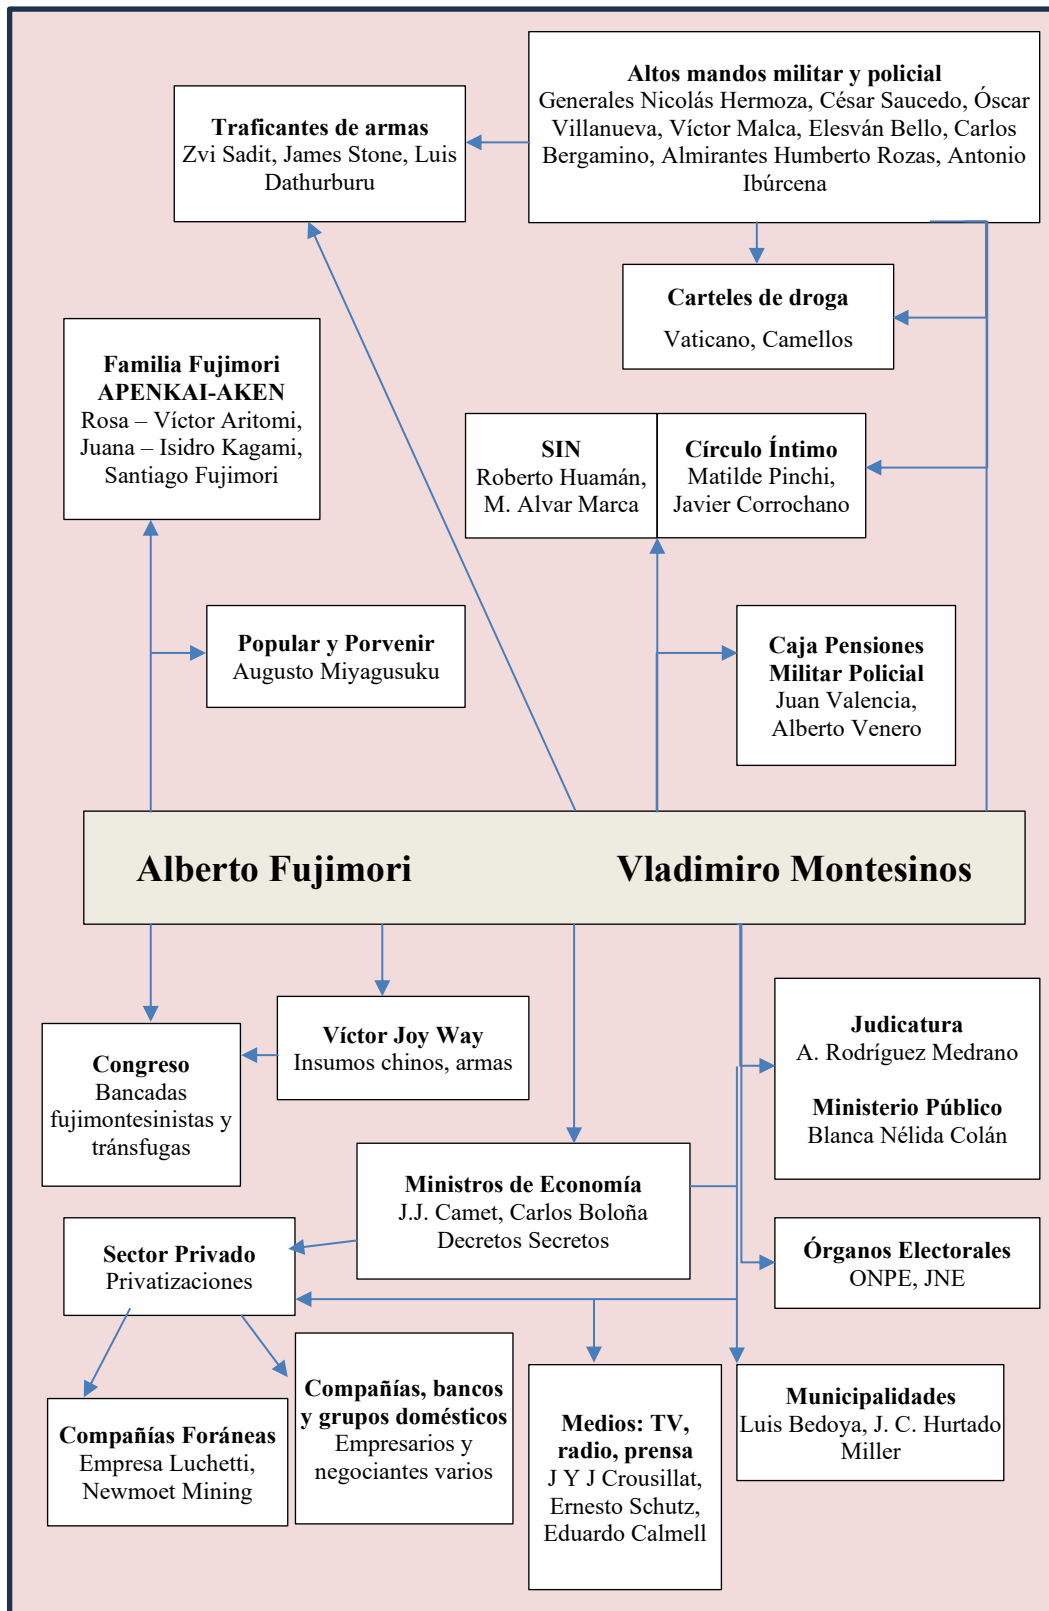 Altos mandos militar y policial
Generales Nicolás Hermoza, César Saucedo, Óscar
Villanueva, Víctor Malca, Elesván Bello, Carlos
Bergamino, Almirantes Humberto Rozas, Antonio
Ibúrcena
Traficantes de armas
Zvi Sadit, James Stone, Luis
Dathurburu
Carteles de droga
Vaticano, Camellos
Familia Fujimori
APENKAI-AKEN
Rosa – Víctor Aritomi,
Juana – Isidro Kagami,
Santiago Fujimori
SIN
Roberto Huamán,
M. Alvar Marca
Círculo Íntimo
Matilde Pinchi,
Javier Corrochano
Popular y Porvenir
Augusto Miyagusuku
Caja Pensiones
Militar Policial
Juan Valencia,
Alberto Venero
Alberto Fujimori
Vladimiro Montesinos
Congreso
Bancadas
fujimontesinistas y
tránsfugas
Víctor Joy Way
Insumos chinos, armas
Judicatura
A. Rodríguez Medrano
Ministerio Público
Blanca Nélida Colán
Ministros de Economía
J.J. Camet, Carlos Boloña
Decretos Secretos
Sector Privado
Privatizaciones
Órganos Electorales
ONPE, JNE
Compañías Foráneas
Empresa Luchetti,
Newmoet Mining
Compañías, bancos
y grupos domésticos
Empresarios y
negociantes varios
Medios: TV,
radio, prensa
J Y J Crousillat,
Ernesto Schutz,
Eduardo Calmell
Municipalidades
Luis Bedoya, J. C. Hurtado
Miller